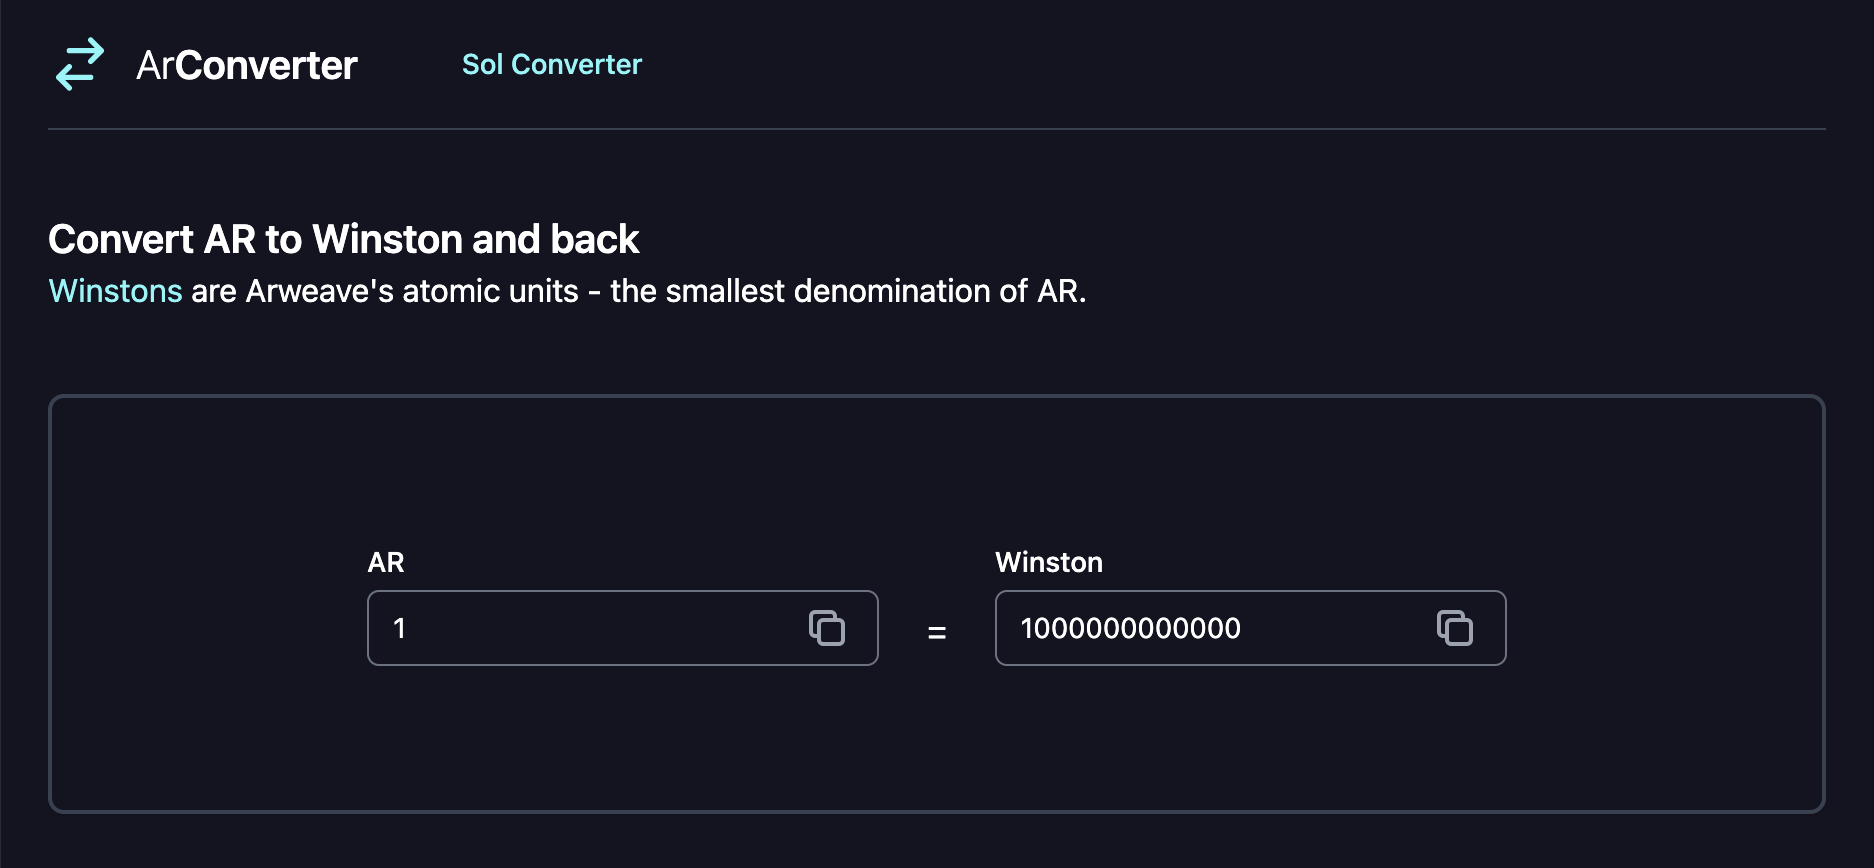 ArConverter
Sol Converter
Convert AR to Winston and back
Winstons are Arweave's atomic units - the smallest denomination of AR.
AR
Winston
1
=
1000000000000